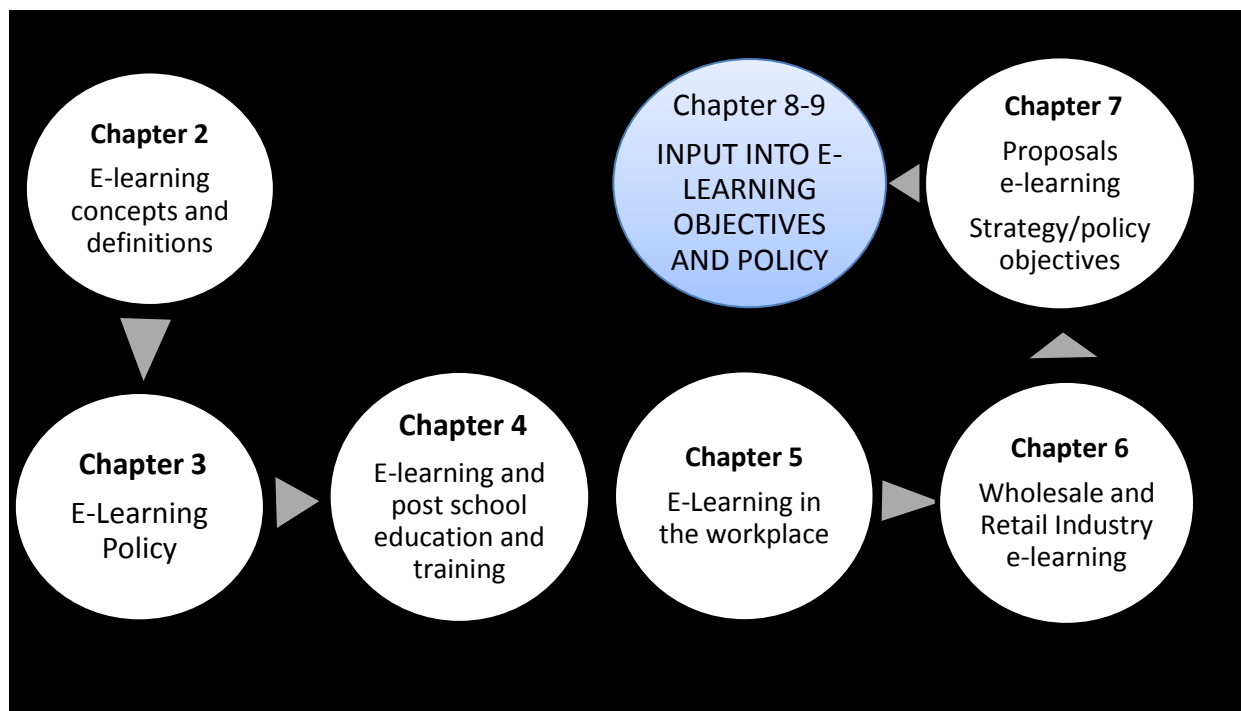 Chapter 2
E-learning
concepts and
definitions
Chapter 3
E-Learning
Policy
Chapter 4
E-learning and
post school
education and
training
Chapter 5
E-Learning in
the workplace
Chapter 6
Wholesale and
Retail Industry
e-learning
Chapter 7
Proposals
e-learning
Strategy/policy
objectives
Chapter 8-9
INPUT INTO E-
LEARNING
OBJECTIVES
AND POLICY